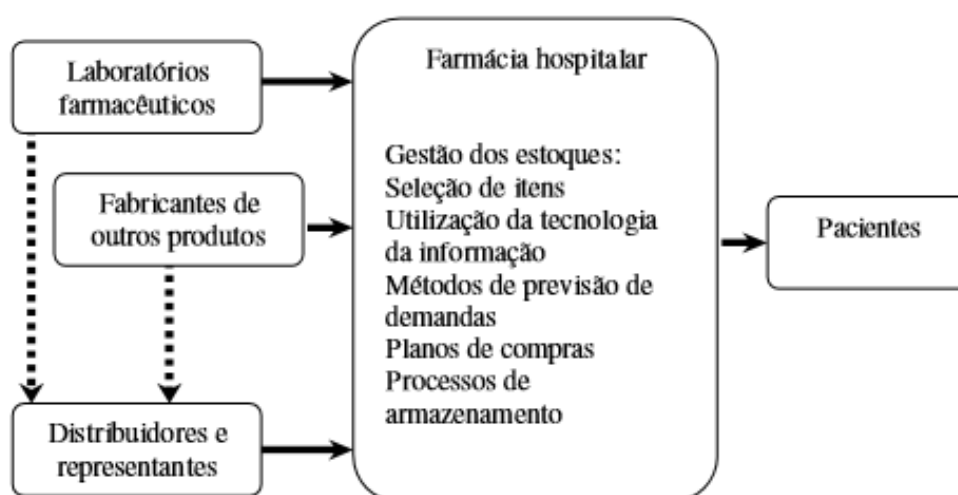 Laboratórios
farmacêuticos
Fabricantes de
outros produtos
Distribuidores e
representantes
Farmácia hospitalar
Gestão dos estoques:
Seleção de itens
Utilização da tecnologia
da informação
Métodos de previsão de
demandas
Planos de compras
Processos de
armazenamento
Pacientes